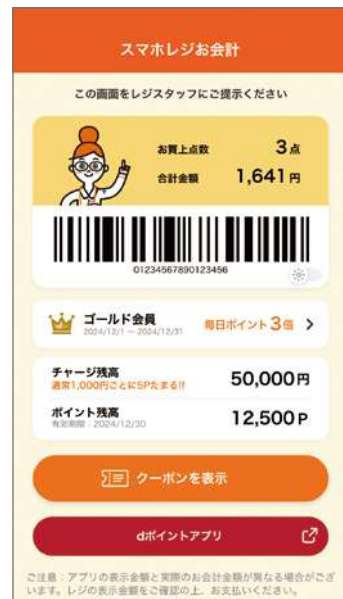 スマホレジお会計
この画面をレジスタッフにご提示ください
お買上点数 3点
合計金額 1,641円
01234567890123456
ゴールド会員 毎日ポイント3倍
2024/12/1 ～ 2024/12/31
チャージ残高 50,000円
通常1,000円ごとに5Pたまる!!
ポイント残高 12,500P
有効期限：2024/12/30
クーポンを表示
dポイントアプリ
ご注意：アプリの表示金額と実際のお会計金額が異なる場合がござ
います。レジの表示金額をご確認の上、お支払いください。